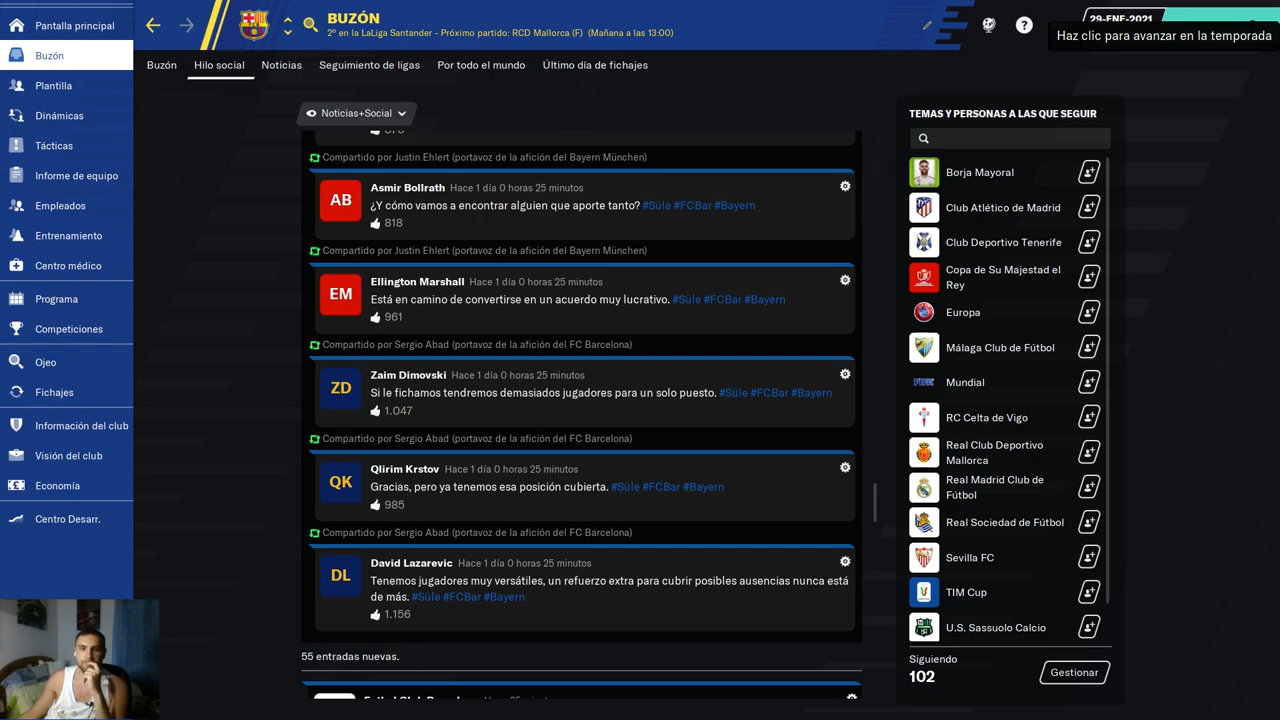 Pantalla principal
Buzón
Plantilla
Dinámicas
Tácticas
Informe de equipo
Empleados
Entrenamiento
Centro médico
Programa
Competiciones
Ojeo
Fichajes
Información del club
Visión del club
Economía
Centro Desarr.
BUZÓN
2º en la LaLiga Santander - Próximo partido: RCD Mallorca (F) (Mañana a las 13:00)
29-ENE-2021
Haz clic para avanzar en la temporada
Buzón Hilo social Noticias Seguimiento de ligas Por todo el mundo Último día de fichajes
Noticias+Social
Compartido por Justin Ehlert (portavoz de la afición del Bayern München)
AB
Asmir Bollrath Hace 1 día 0 horas 25 minutos
¿Y cómo vamos a encontrar alguien que aporte tanto? #Süle #FCBar #Bayern
818
Compartido por Justin Ehlert (portavoz de la afición del Bayern München)
EM
Ellington Marshall Hace 1 día 0 horas 25 minutos
Está en camino de convertirse en un acuerdo muy lucrativo. #Süle #FCBar #Bayern
961
Compartido por Sergio Abad (portavoz de la afición del FC Barcelona)
ZD
Zaim Dimovski Hace 1 día 0 horas 25 minutos
Si le fichamos tendremos demasiados jugadores para un solo puesto. #Süle #FCBar #Bayern
1.047
Compartido por Sergio Abad (portavoz de la afición del FC Barcelona)
QK
Qlirim Krstov Hace 1 día 0 horas 25 minutos
Gracias, pero ya tenemos esa posición cubierta. #Süle #FCBar #Bayern
985
Compartido por Sergio Abad (portavoz de la afición del FC Barcelona)
DL
David Lazarevic Hace 1 día 0 horas 25 minutos
Tenemos jugadores muy versátiles, un refuerzo extra para cubrir posibles ausencias nunca está
de más. #Süle #FCBar #Bayern
1.156
55 entradas nuevas.
TEMAS Y PERSONAS A LAS QUE SEGUIR
Borja Mayoral
Club Atlético de Madrid
Club Deportivo Tenerife
Copa de Su Majestad el
Rey
Europa
Málaga Club de Fútbol
Mundial
RC Celta de Vigo
Real Club Deportivo
Mallorca
Real Madrid Club de
Fútbol
Real Sociedad de Fútbol
Sevilla FC
TIM Cup
U.S. Sassuolo Calcio
Siguiendo
102
Gestionar